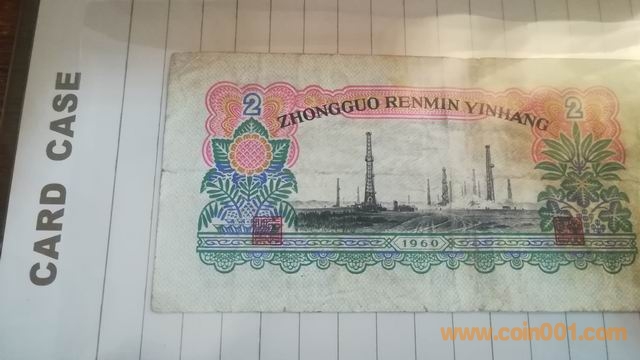 CARD CASE
2 2
ZHONGGUO RENMIN YINHANG
1960
www.coin001.com